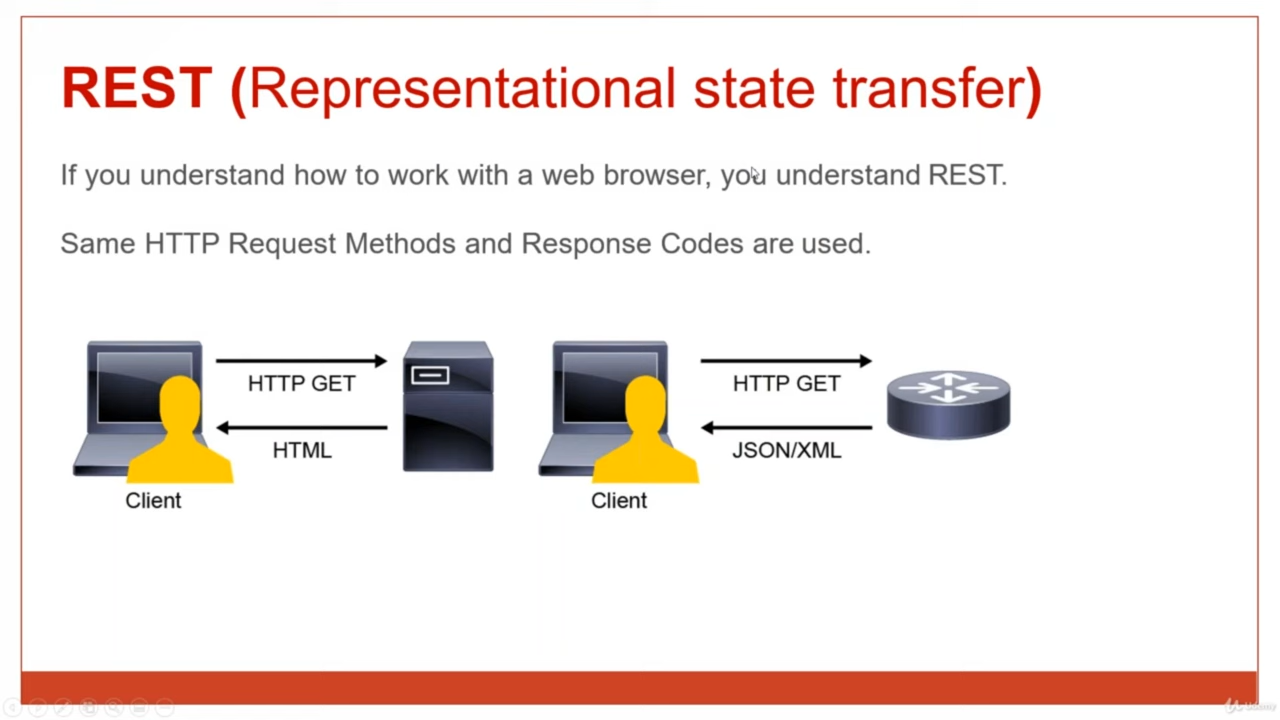 REST (Representational state transfer)
If you understand how to work with a web browser, you understand REST.
Same HTTP Request Methods and Response Codes are used.
HTTP GET
HTML
Client
HTTP GET
JSON/XML
Client
Udemy